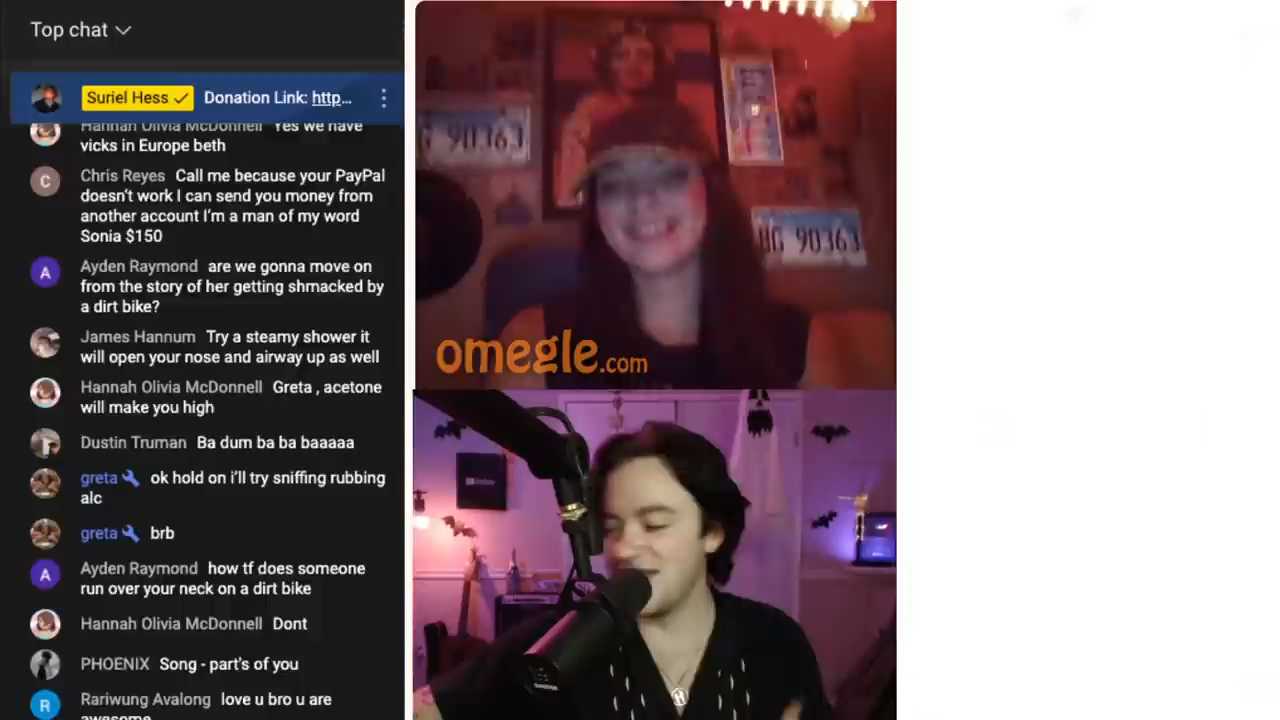 Top chat
Suriel Hess Donation Link: http...
Hannah Olivia McDonnell Yes we have
vicks in Europe beth
C
Chris Reyes Call me because your PayPal
doesn't work I can send you money from
another account I'm a man of my word
Sonia $150
A
Ayden Raymond are we gonna move on
from the story of her getting shmacked by
a dirt bike?
James Hannum Try a steamy shower it
will open your nose and airway up as well
Hannah Olivia McDonnell Greta , acetone
will make you high
Dustin Truman Ba dum ba ba baaaaa
greta ok hold on i'll try sniffing rubbing
alc
greta brb
A
Ayden Raymond how tf does someone
run over your neck on a dirt bike
Hannah Olivia McDonnell Dont
PHOENIX Song - part's of you
R
Rariwung Avalong love u bro u are
awesome
G 90363
HG 90363
omegle.com